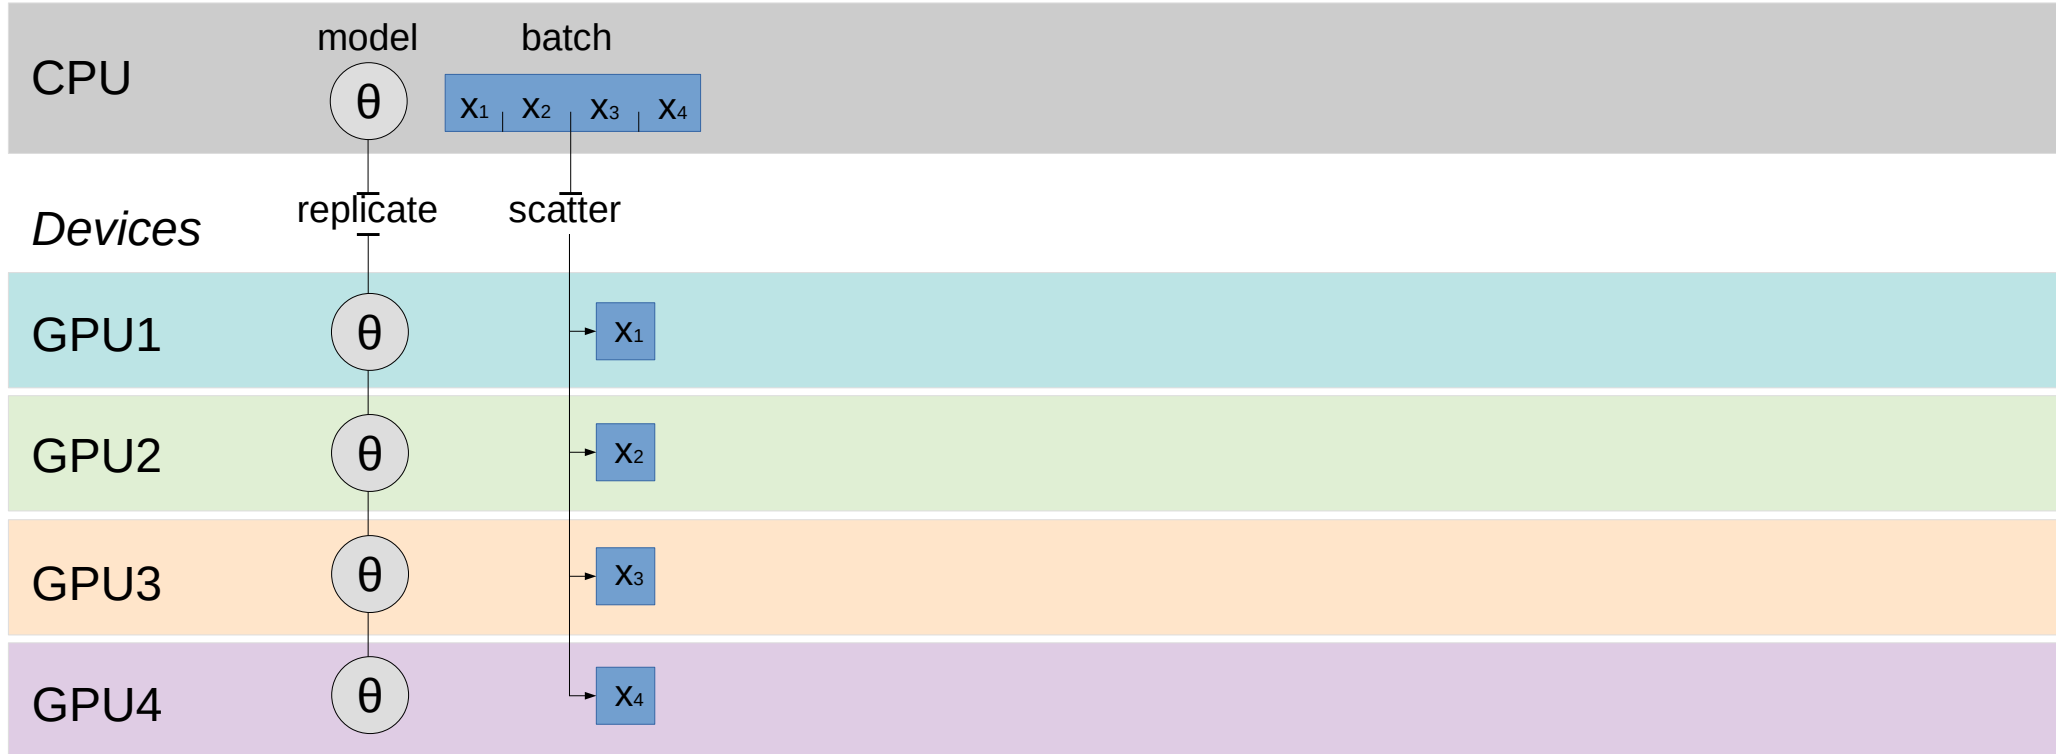 model batch
CPU θ x1 x2 x3 x4
Devices replicate scatter
GPU1 θ x1
GPU2 θ x2
GPU3 θ x3
GPU4 θ x4